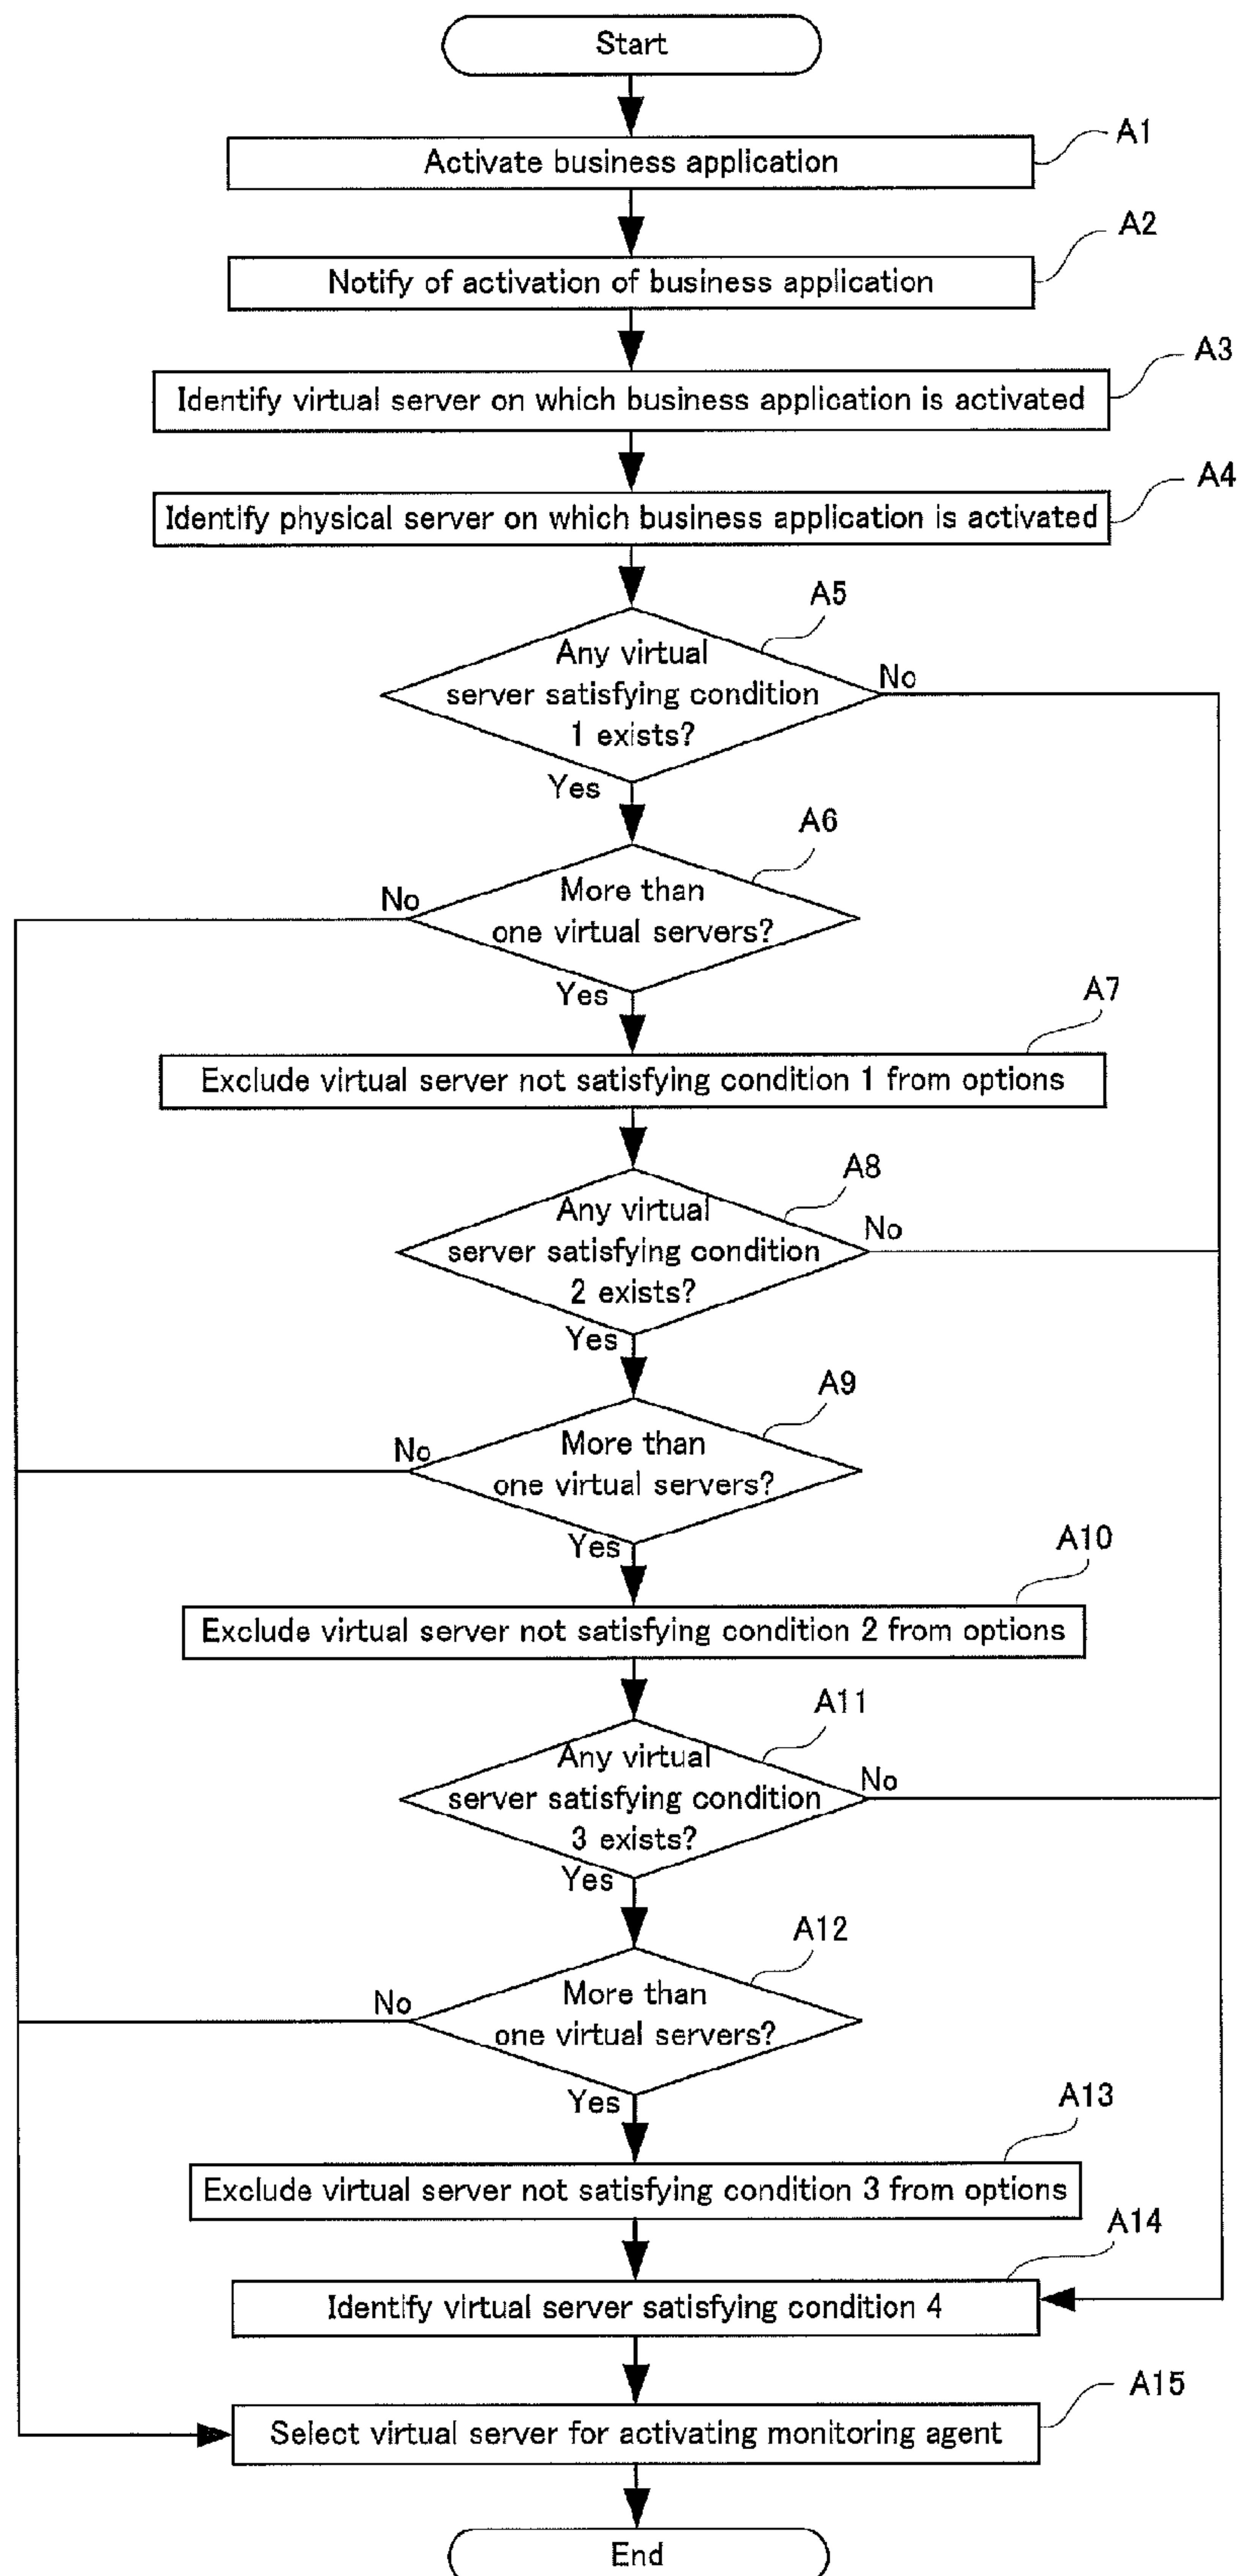 Start
A1
Activate business application
A2
Notify of activation of business application
A3
Identify virtual server on which business application is activated
A4
Identify physical server on which business application is activated
A5
Any virtual
server satisfying condition
1 exists?
No
Yes
A6
More than
one virtual servers?
No
Yes
A7
Exclude virtual server not satisfying condition 1 from options
A8
Any virtual
server satisfying condition
2 exists?
No
Yes
A9
More than
one virtual servers?
No
Yes
A10
Exclude virtual server not satisfying condition 2 from options
A11
Any virtual
server satisfying condition
3 exists?
No
Yes
A12
More than
one virtual servers?
No
Yes
A13
Exclude virtual server not satisfying condition 3 from options
A14
Identify virtual server satisfying condition 4
A15
Select virtual server for activating monitoring agent
End